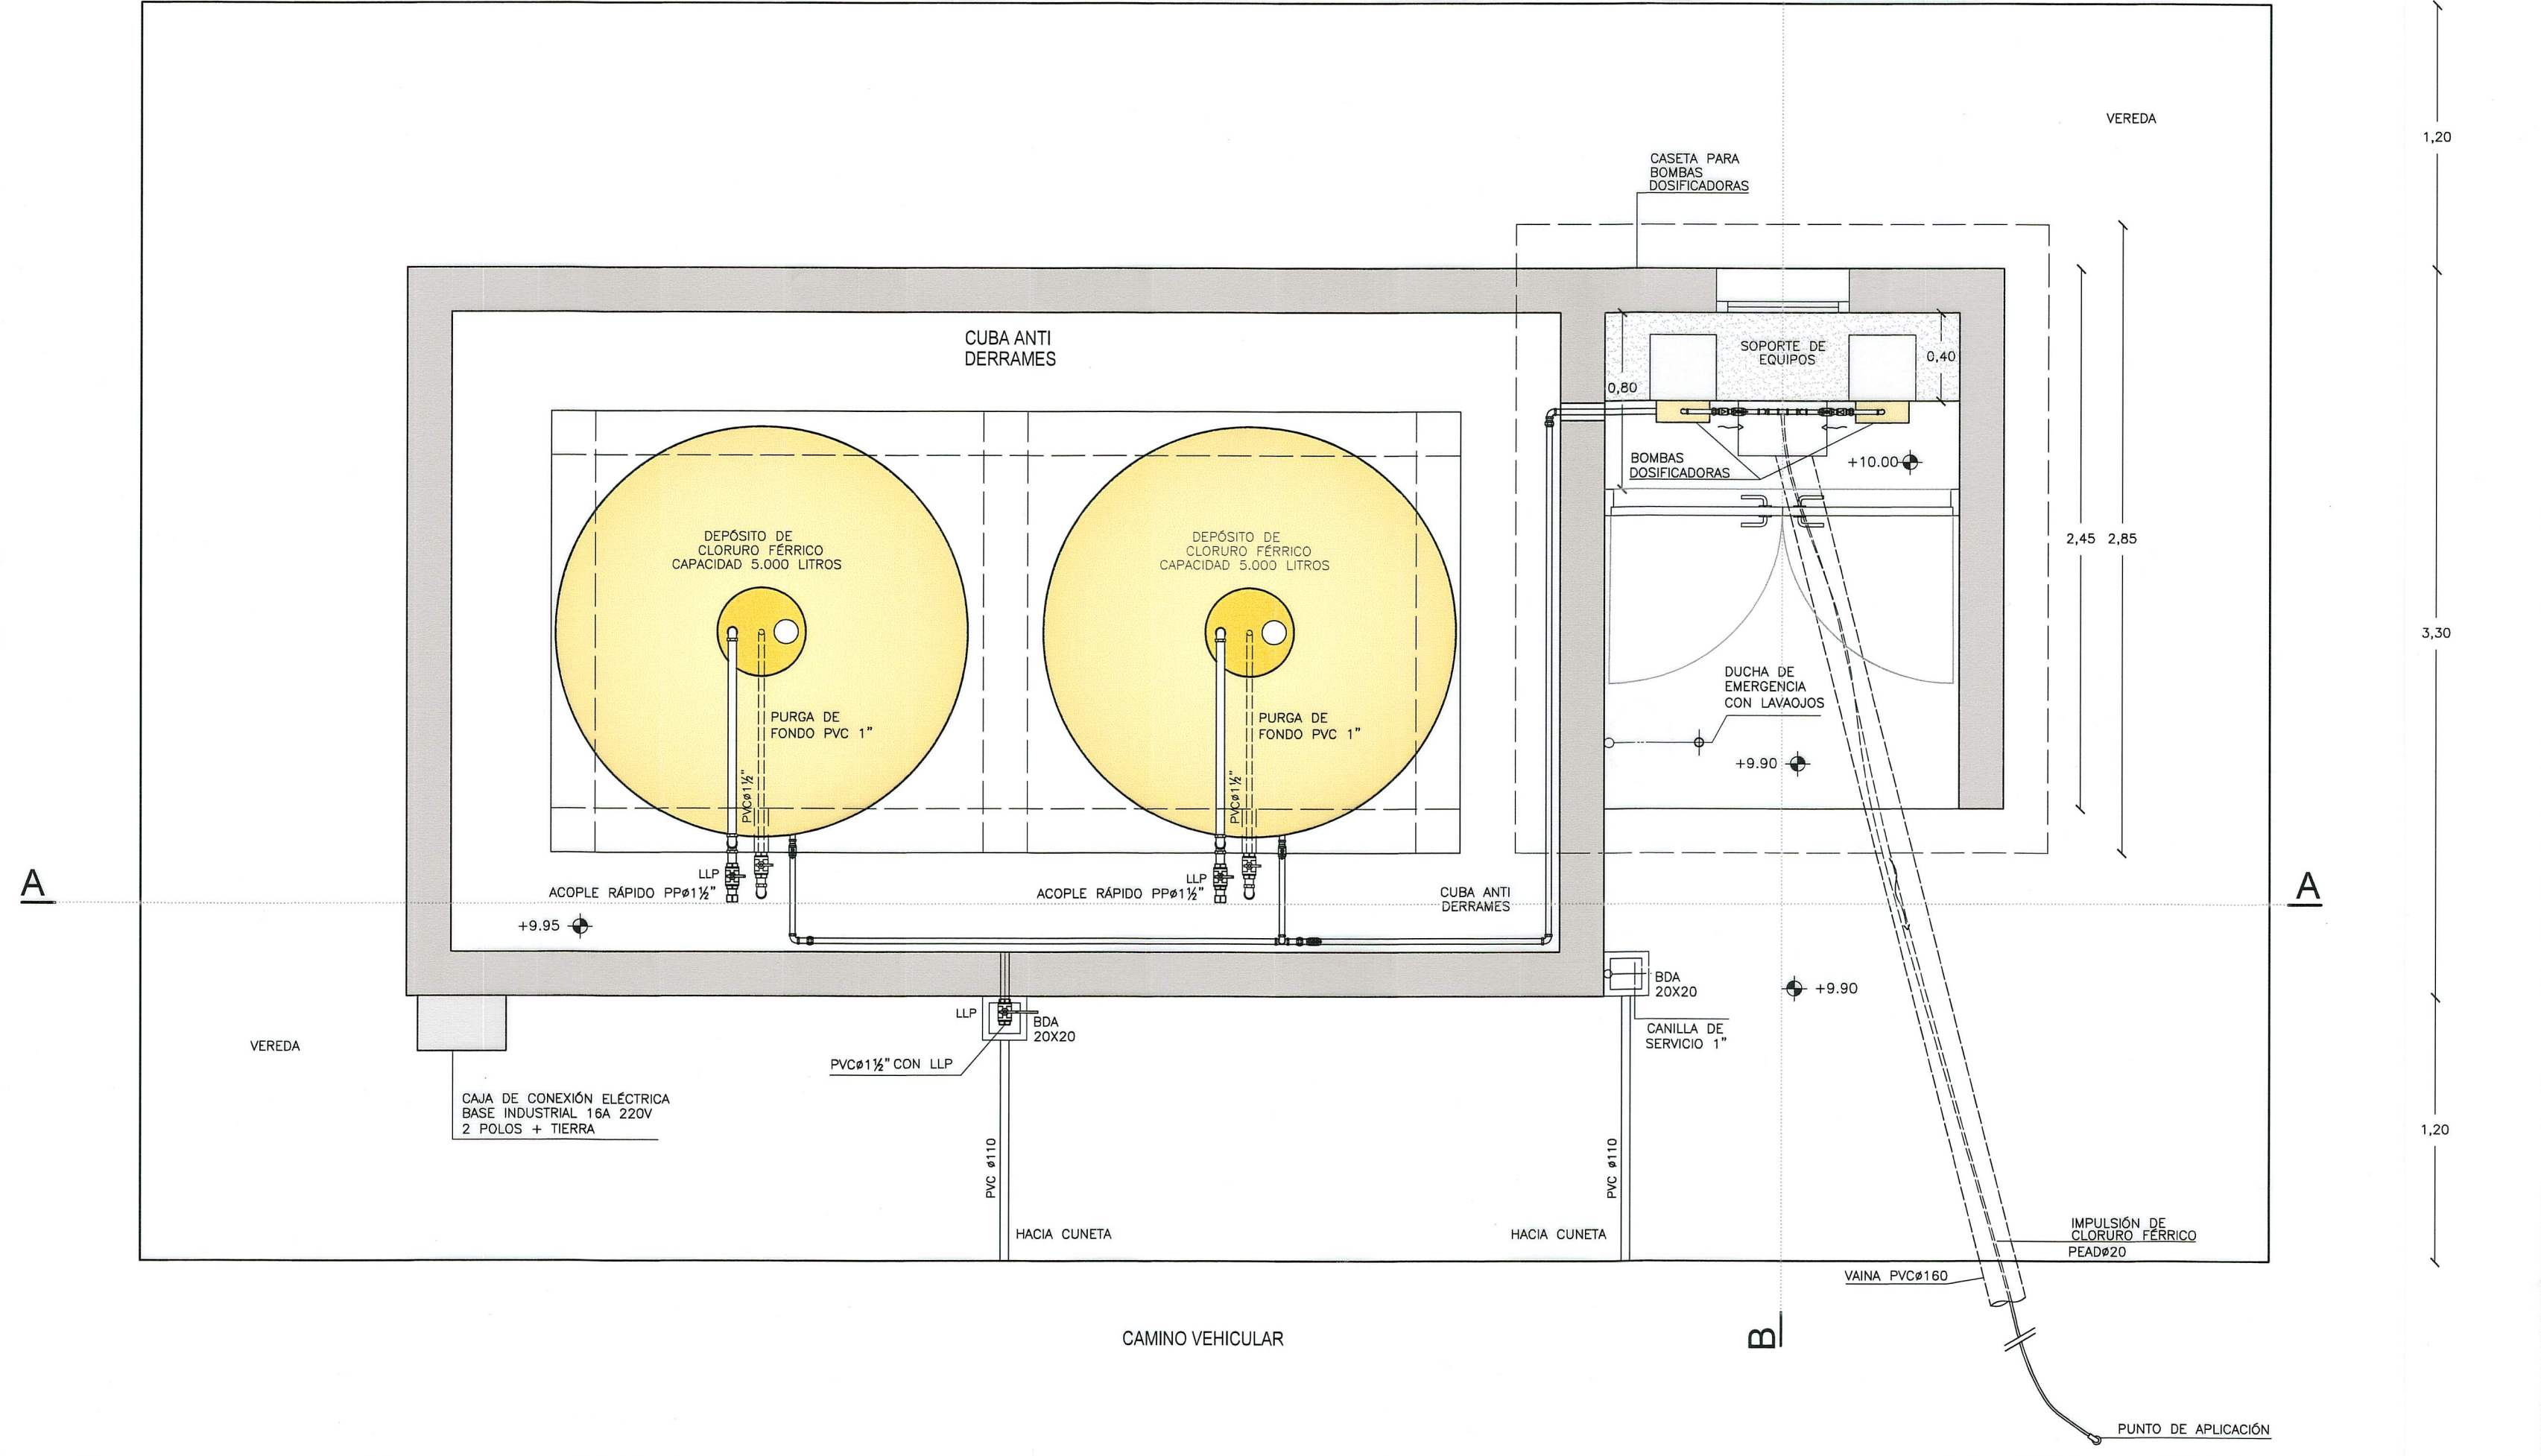 VEREDA
1,20
CASETA PARA
BOMBAS
DOSIFICADORAS
CUBA ANTI
DERRAMES
SOPORTE DE
EQUIPOS
0,40
0,80
BOMBAS
DOSIFICADORAS
+10.00
DEPÓSITO DE
CLORURO FÉRRICO
CAPACIDAD 5.000 LITROS
DEPÓSITO DE
CLORURO FÉRRICO
CAPACIDAD 5.000 LITROS
2,45
2,85
3,30
DUCHA DE
EMERGENCIA
CON LAVAOJOS
PURGA DE
FONDO PVC 1"
PURGA DE
FONDO PVC 1"
PVCø1½"
PVCø1½"
+9.90
A
LLP
ACOPLE RÁPIDO PPø1½"
LLP
ACOPLE RÁPIDO PPø1½"
CUBA ANTI
DERRAMES
A
+9.95
BDA
20X20
+9.90
LLP
BDA
20X20
CANILLA DE
SERVICIO 1"
VEREDA
PVCø1½" CON LLP
CAJA DE CONEXIÓN ELÉCTRICA
BASE INDUSTRIAL 16A 220V
2 POLOS + TIERRA
1,20
PVC ø110
PVC ø110
HACIA CUNETA
HACIA CUNETA
IMPULSIÓN DE
CLORURO FÉRRICO
PEADø20
VAINA PVCø160
CAMINO VEHICULAR
B
PUNTO DE APLICACIÓN